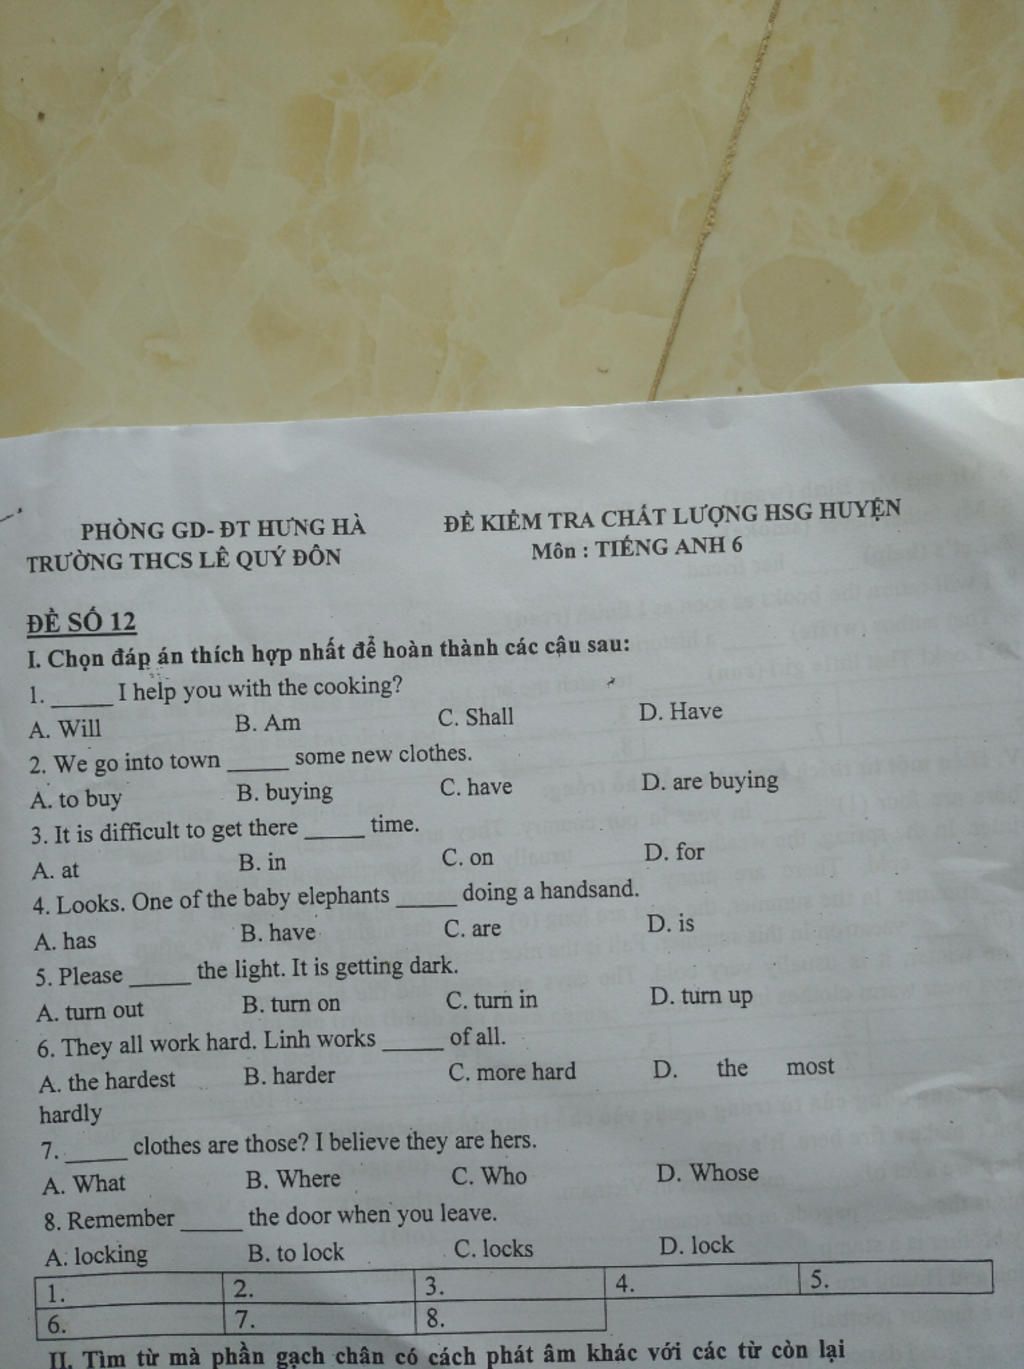 PHÒNG GD- ĐT HƯNG HÀ
TRƯỜNG THCS LÊ QUÝ ĐÔN
ĐỀ KIỂM TRA CHẤT LƯỢNG HSG HUYỆN
Môn : TIẾNG ANH 6
ĐỀ SỐ 12
I. Chọn đáp án thích hợp nhất để hoàn thành các câu sau:
1. _____ I help you with the cooking?
A. Will B. Am C. Shall D. Have
2. We go into town _____ some new clothes.
A. to buy B. buying C. have D. are buying
3. It is difficult to get there _____ time.
A. at B. in C. on D. for
4. Looks. One of the baby elephants _____ doing a handsand.
A. has B. have C. are D. is
5. Please _____ the light. It is getting dark.
A. turn out B. turn on C. turn in D. turn up
6. They all work hard. Linh works _____ of all.
A. the hardest B. harder C. more hard D. the most
hardly
7. _____ clothes are those? I believe they are hers.
A. What B. Where C. Who D. Whose
8. Remember _____ the door when you leave.
A. locking B. to lock C. locks D. lock
1. 2. 3. 4. 5.
6. 7. 8.
II. Tìm từ mà phần gạch chân có cách phát âm khác với các từ còn lại